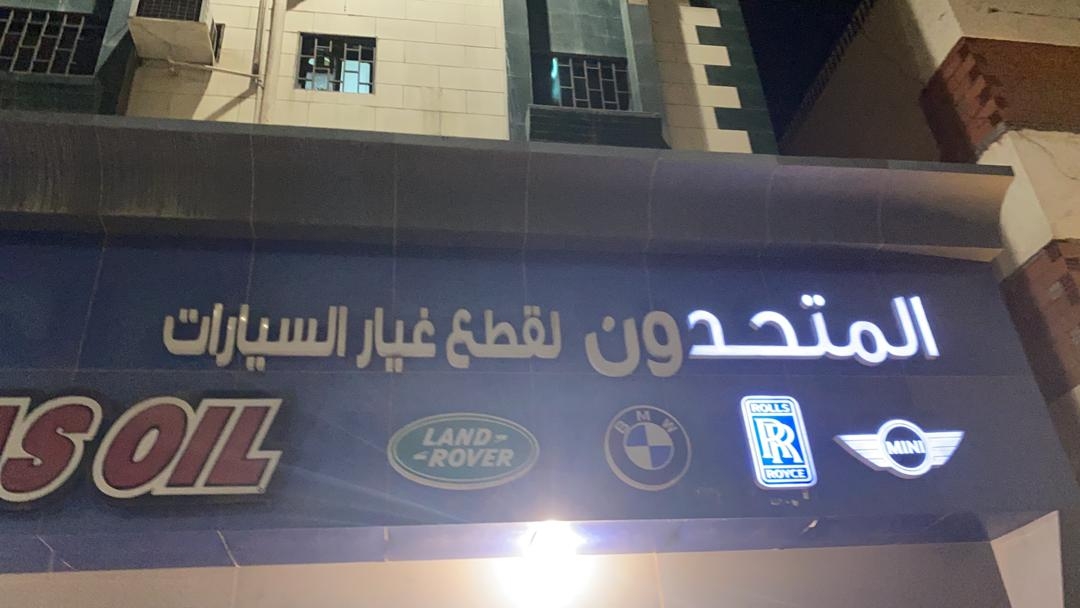 المتحدون لقطع غيار السيارات
OIL
LAND-
-ROVER
BMW
ROLLS
RR
ROYCE
MINI